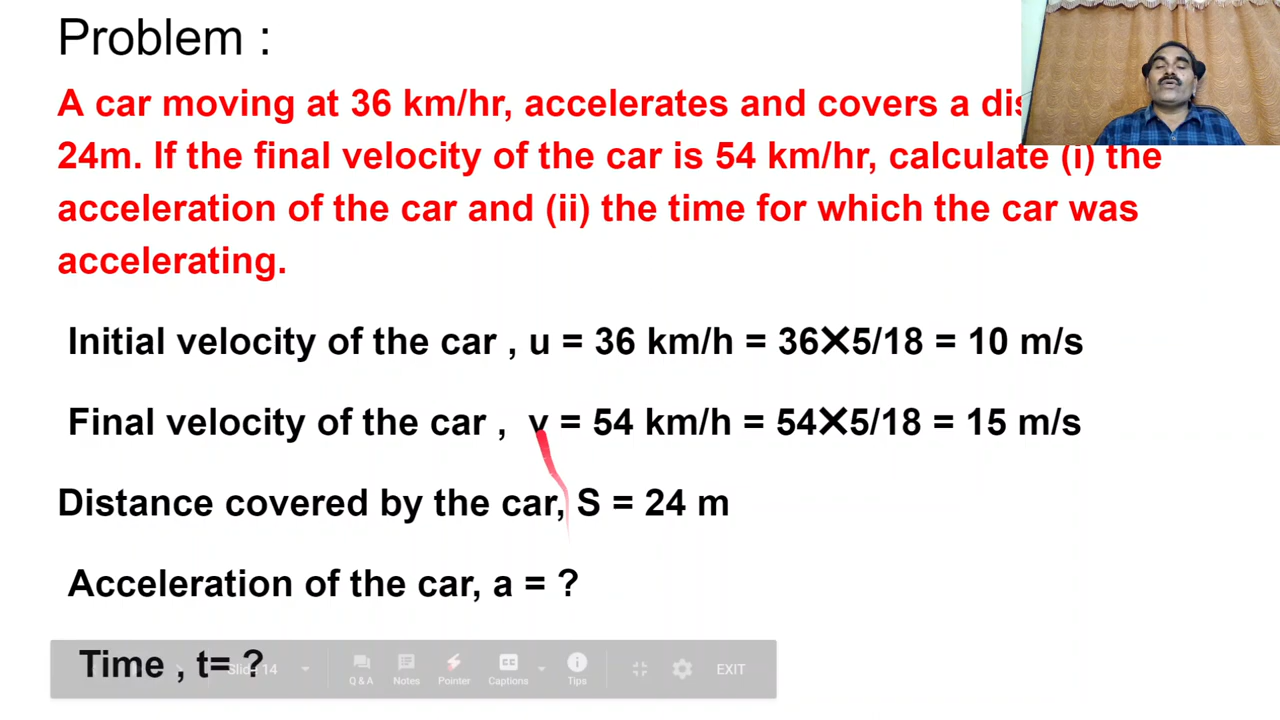 Problem :
A car moving at 36 km/hr, accelerates and covers a
24m. If the final velocity of the car is 54 km/hr, calculate (i) the
acceleration of the car and (ii) the time for which the car was
accelerating.
Initial velocity of the car , u = 36 km/h = 36✕5/18 = 10 m/s
Final velocity of the car , v = 54 km/h = 54✕5/18 = 15 m/s
Distance covered by the car, S = 24 m
Acceleration of the car, a = ?
Time , t= ?
Slide 14
Q & A Notes Pointer CC Captions Tips EXIT